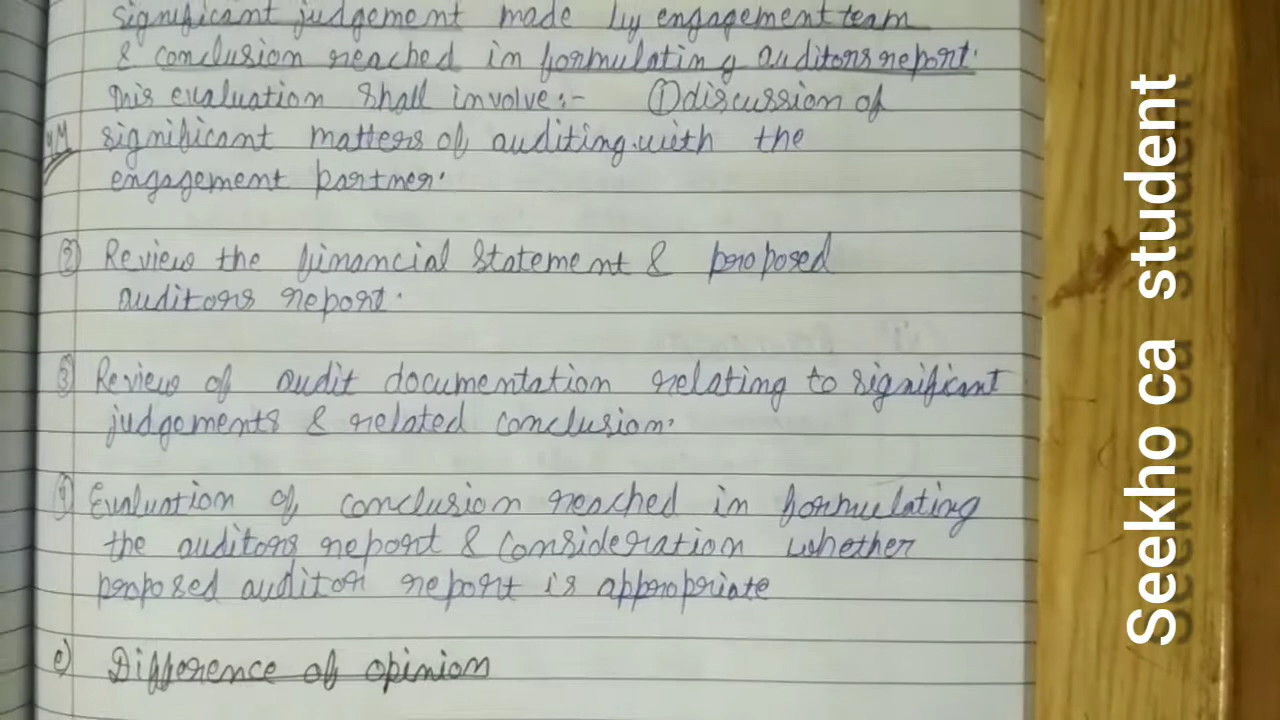 significant judgement made by engagement team
& conclusion reached in formulating auditors report.
This evaluation shall involve:- ① discussion of
significant matters of auditing with the
engagement partner.
② Review the financial statement & proposed
auditors report.
③ Review of audit documentation relating to significant
judgements & related conclusion.
④ Evaluation of conclusion reached in formulating
the auditors report & consideration whether
proposed auditor report is appropriate
e) Difference of opinion
Seekho ca student